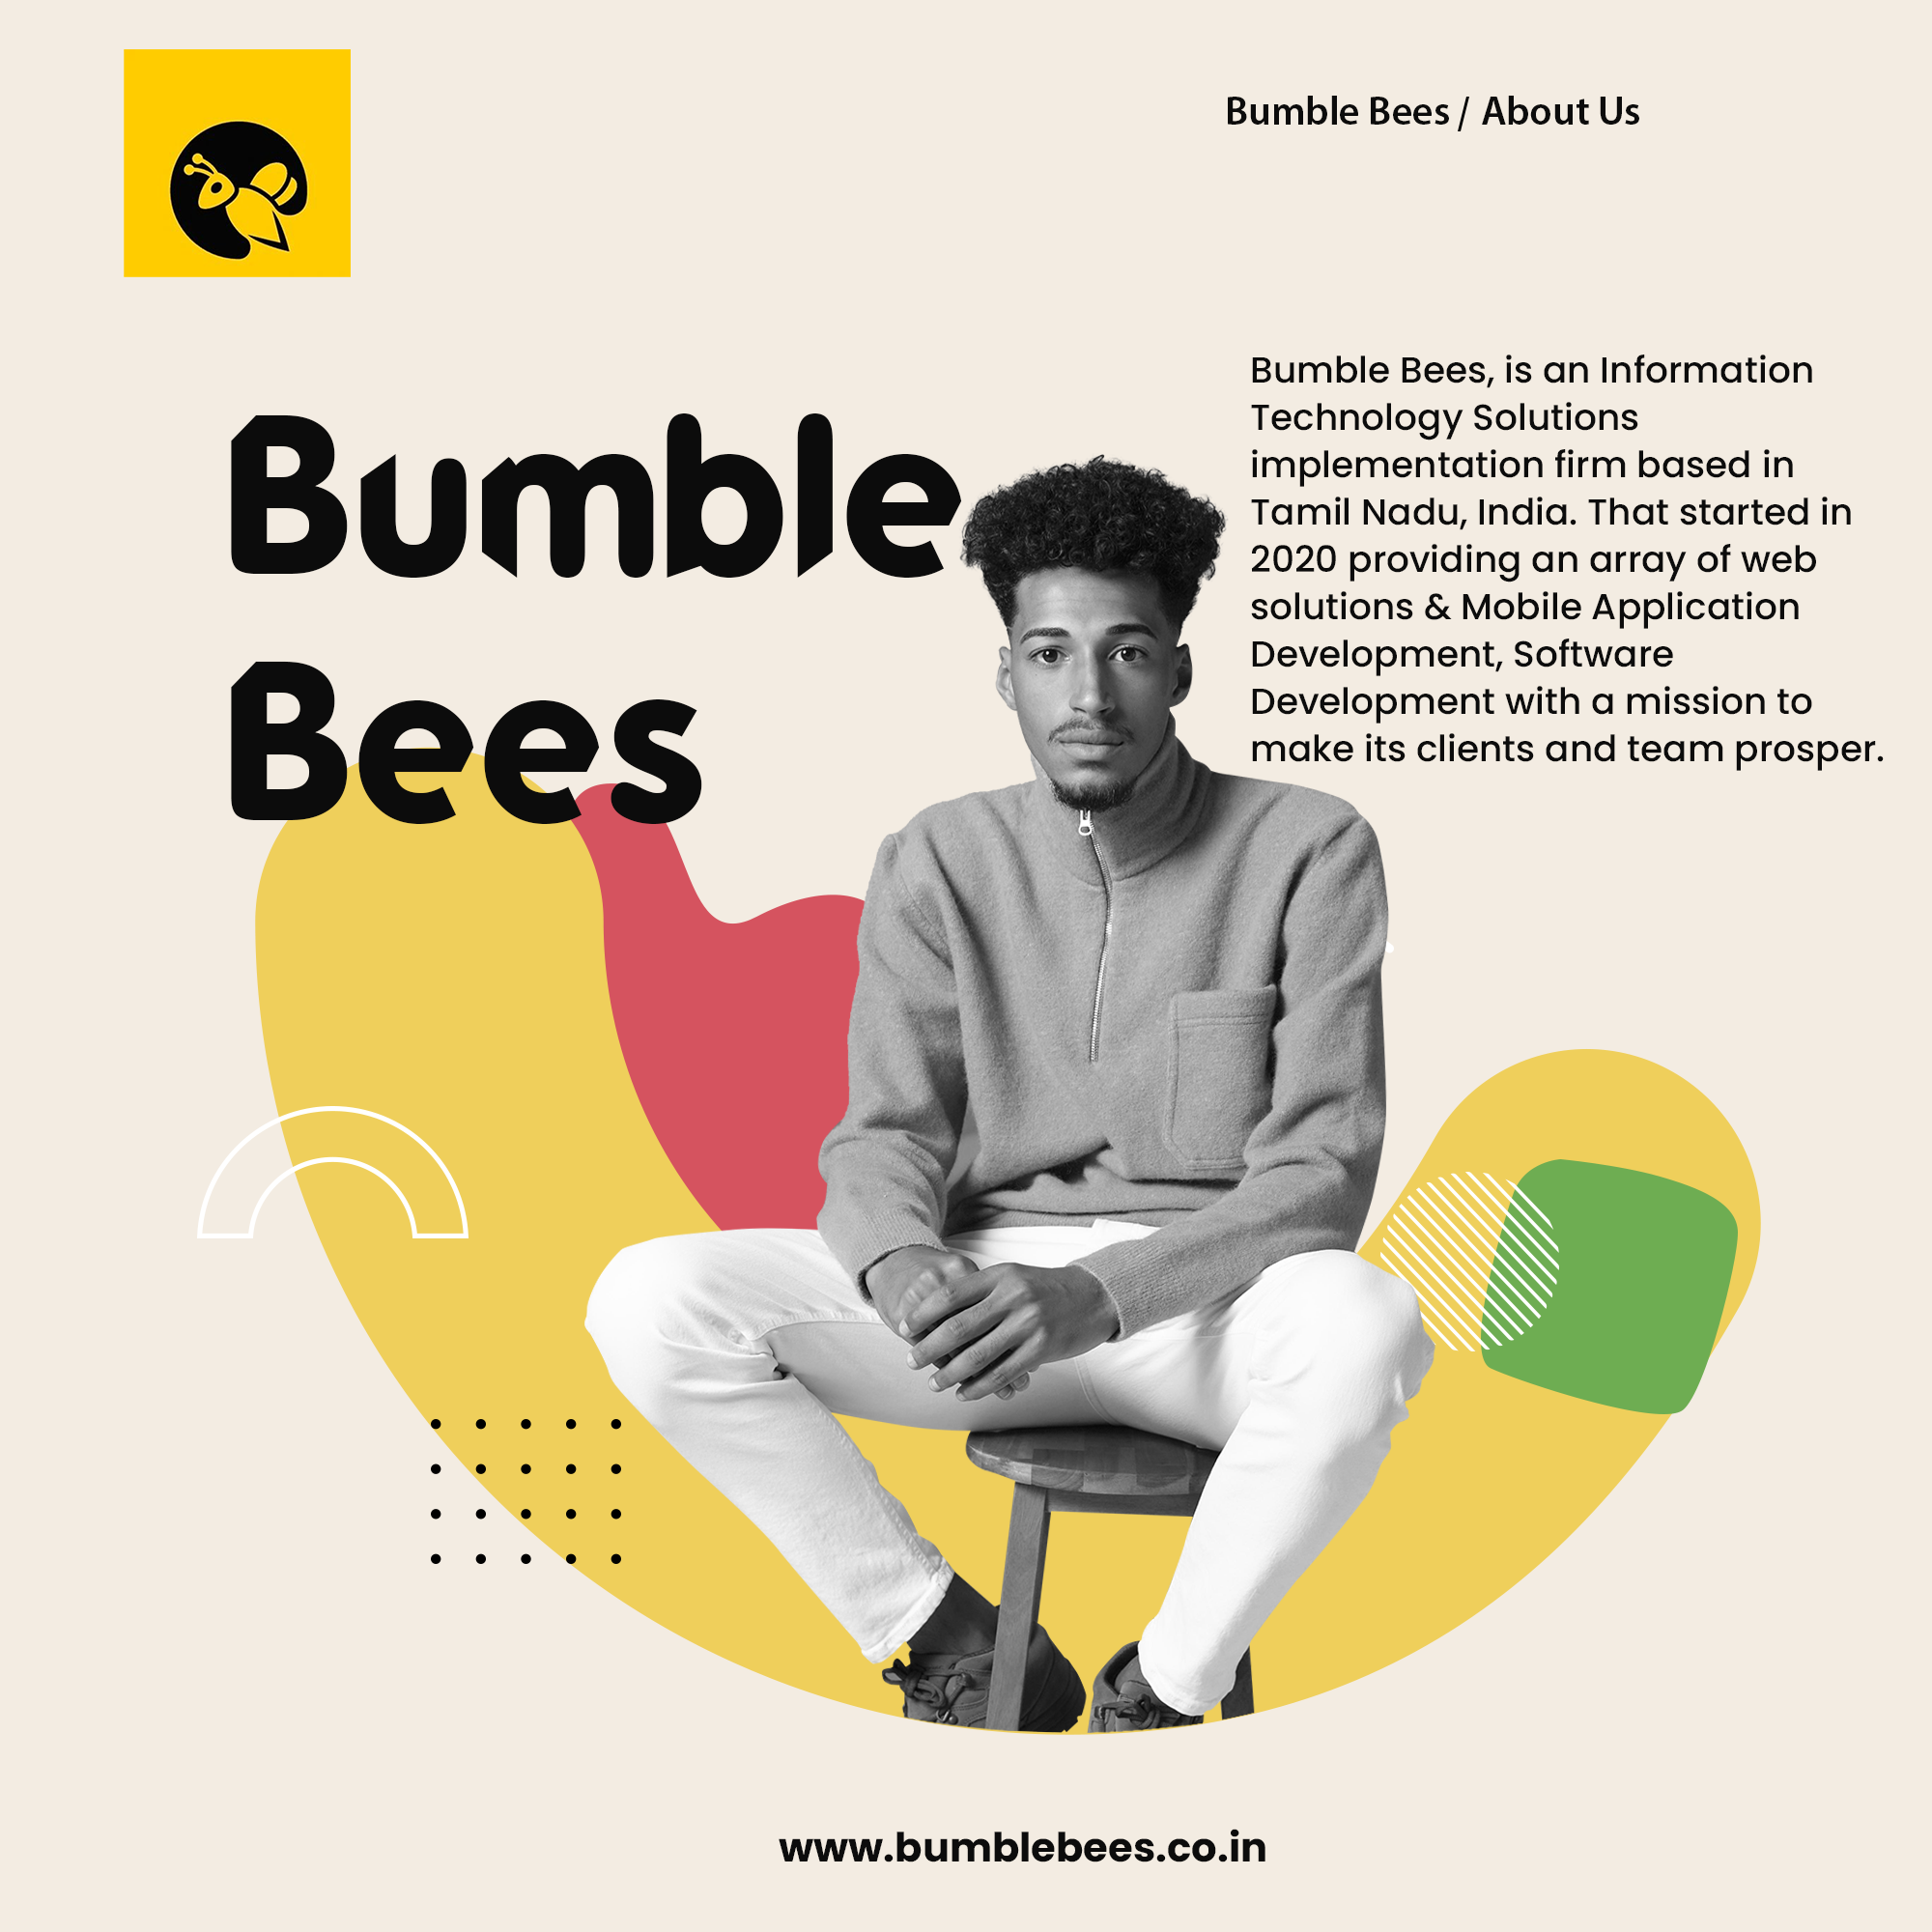 Bumble Bees / About Us
Bumble
Bees
Bumble Bees, is an Information
Technology Solutions
implementation firm based in
Tamil Nadu, India. That started in
2020 providing an array of web
solutions & Mobile Application
Development, Software
Development with a mission to
make its clients and team prosper.
www.bumblebees.co.in